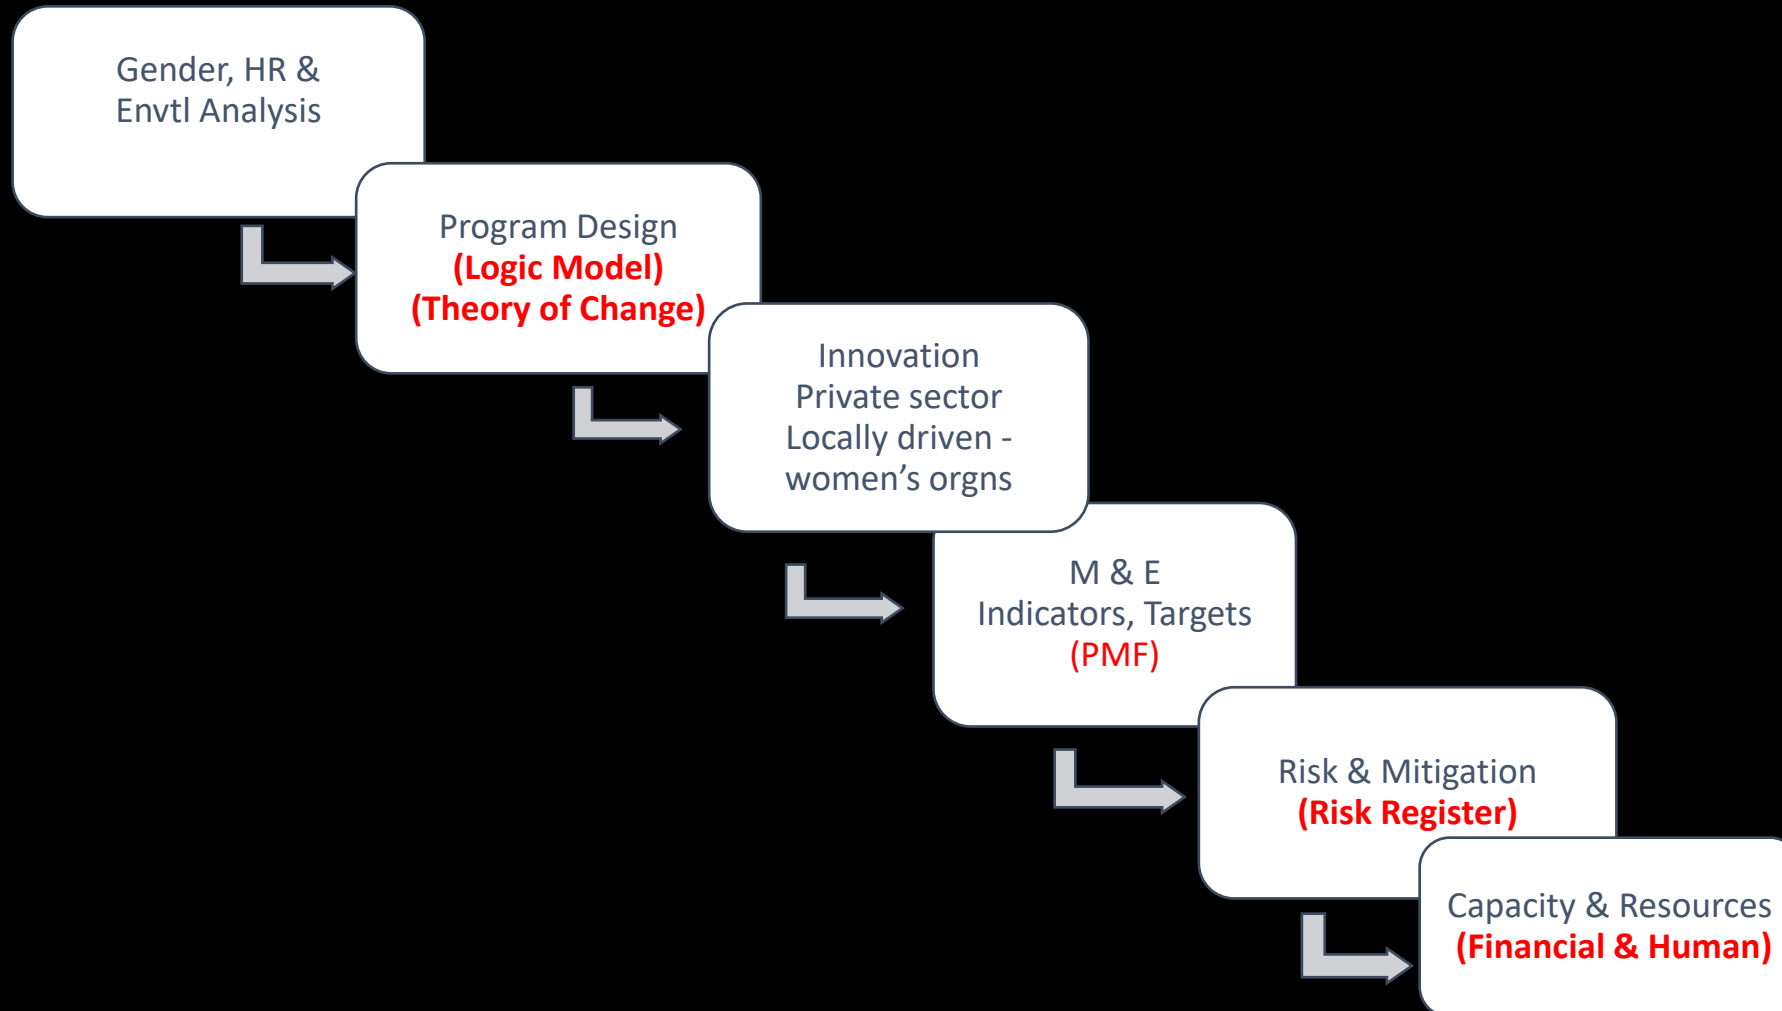 Gender, HR &
Envtl Analysis
Program Design
(Logic Model)
(Theory of Change)
Innovation
Private sector
Locally driven -
women’s orgns
M & E
Indicators, Targets
(PMF)
Risk & Mitigation
(Risk Register)
Capacity & Resources
(Financial & Human)